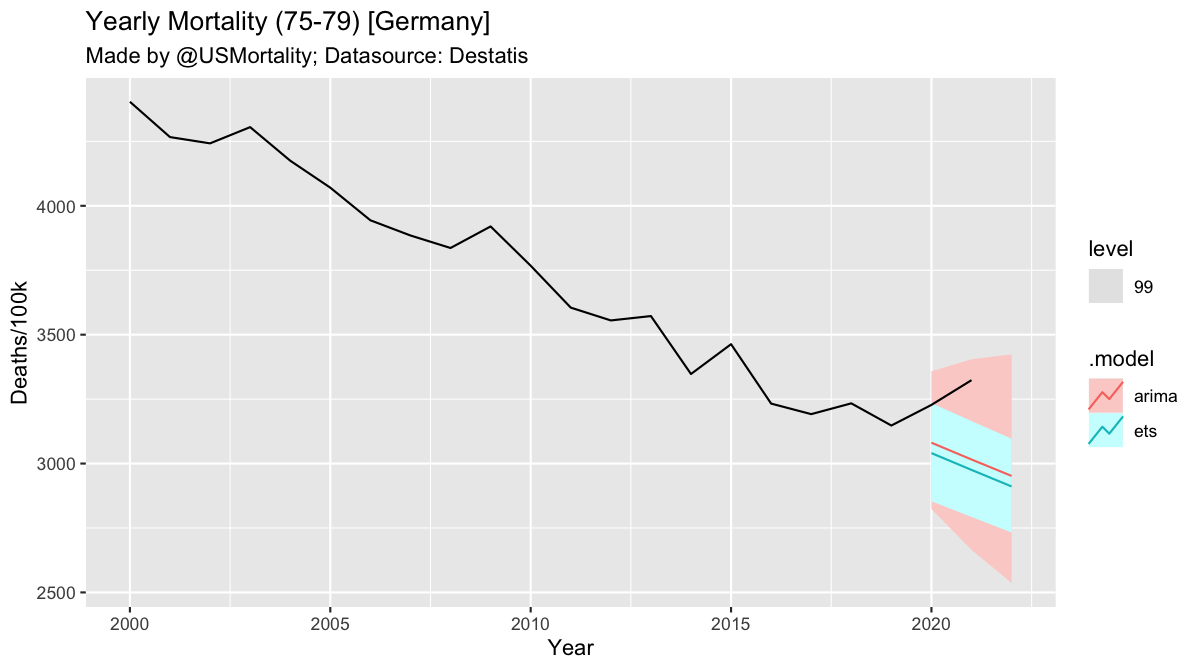 Yearly Mortality (75-79) [Germany]
Made by @USMortality; Datasource: Destatis
Deaths/100k
4000
3500
3000
2500
2000
2005
2010
2015
2020
Year
level
99
.model
arima
ets